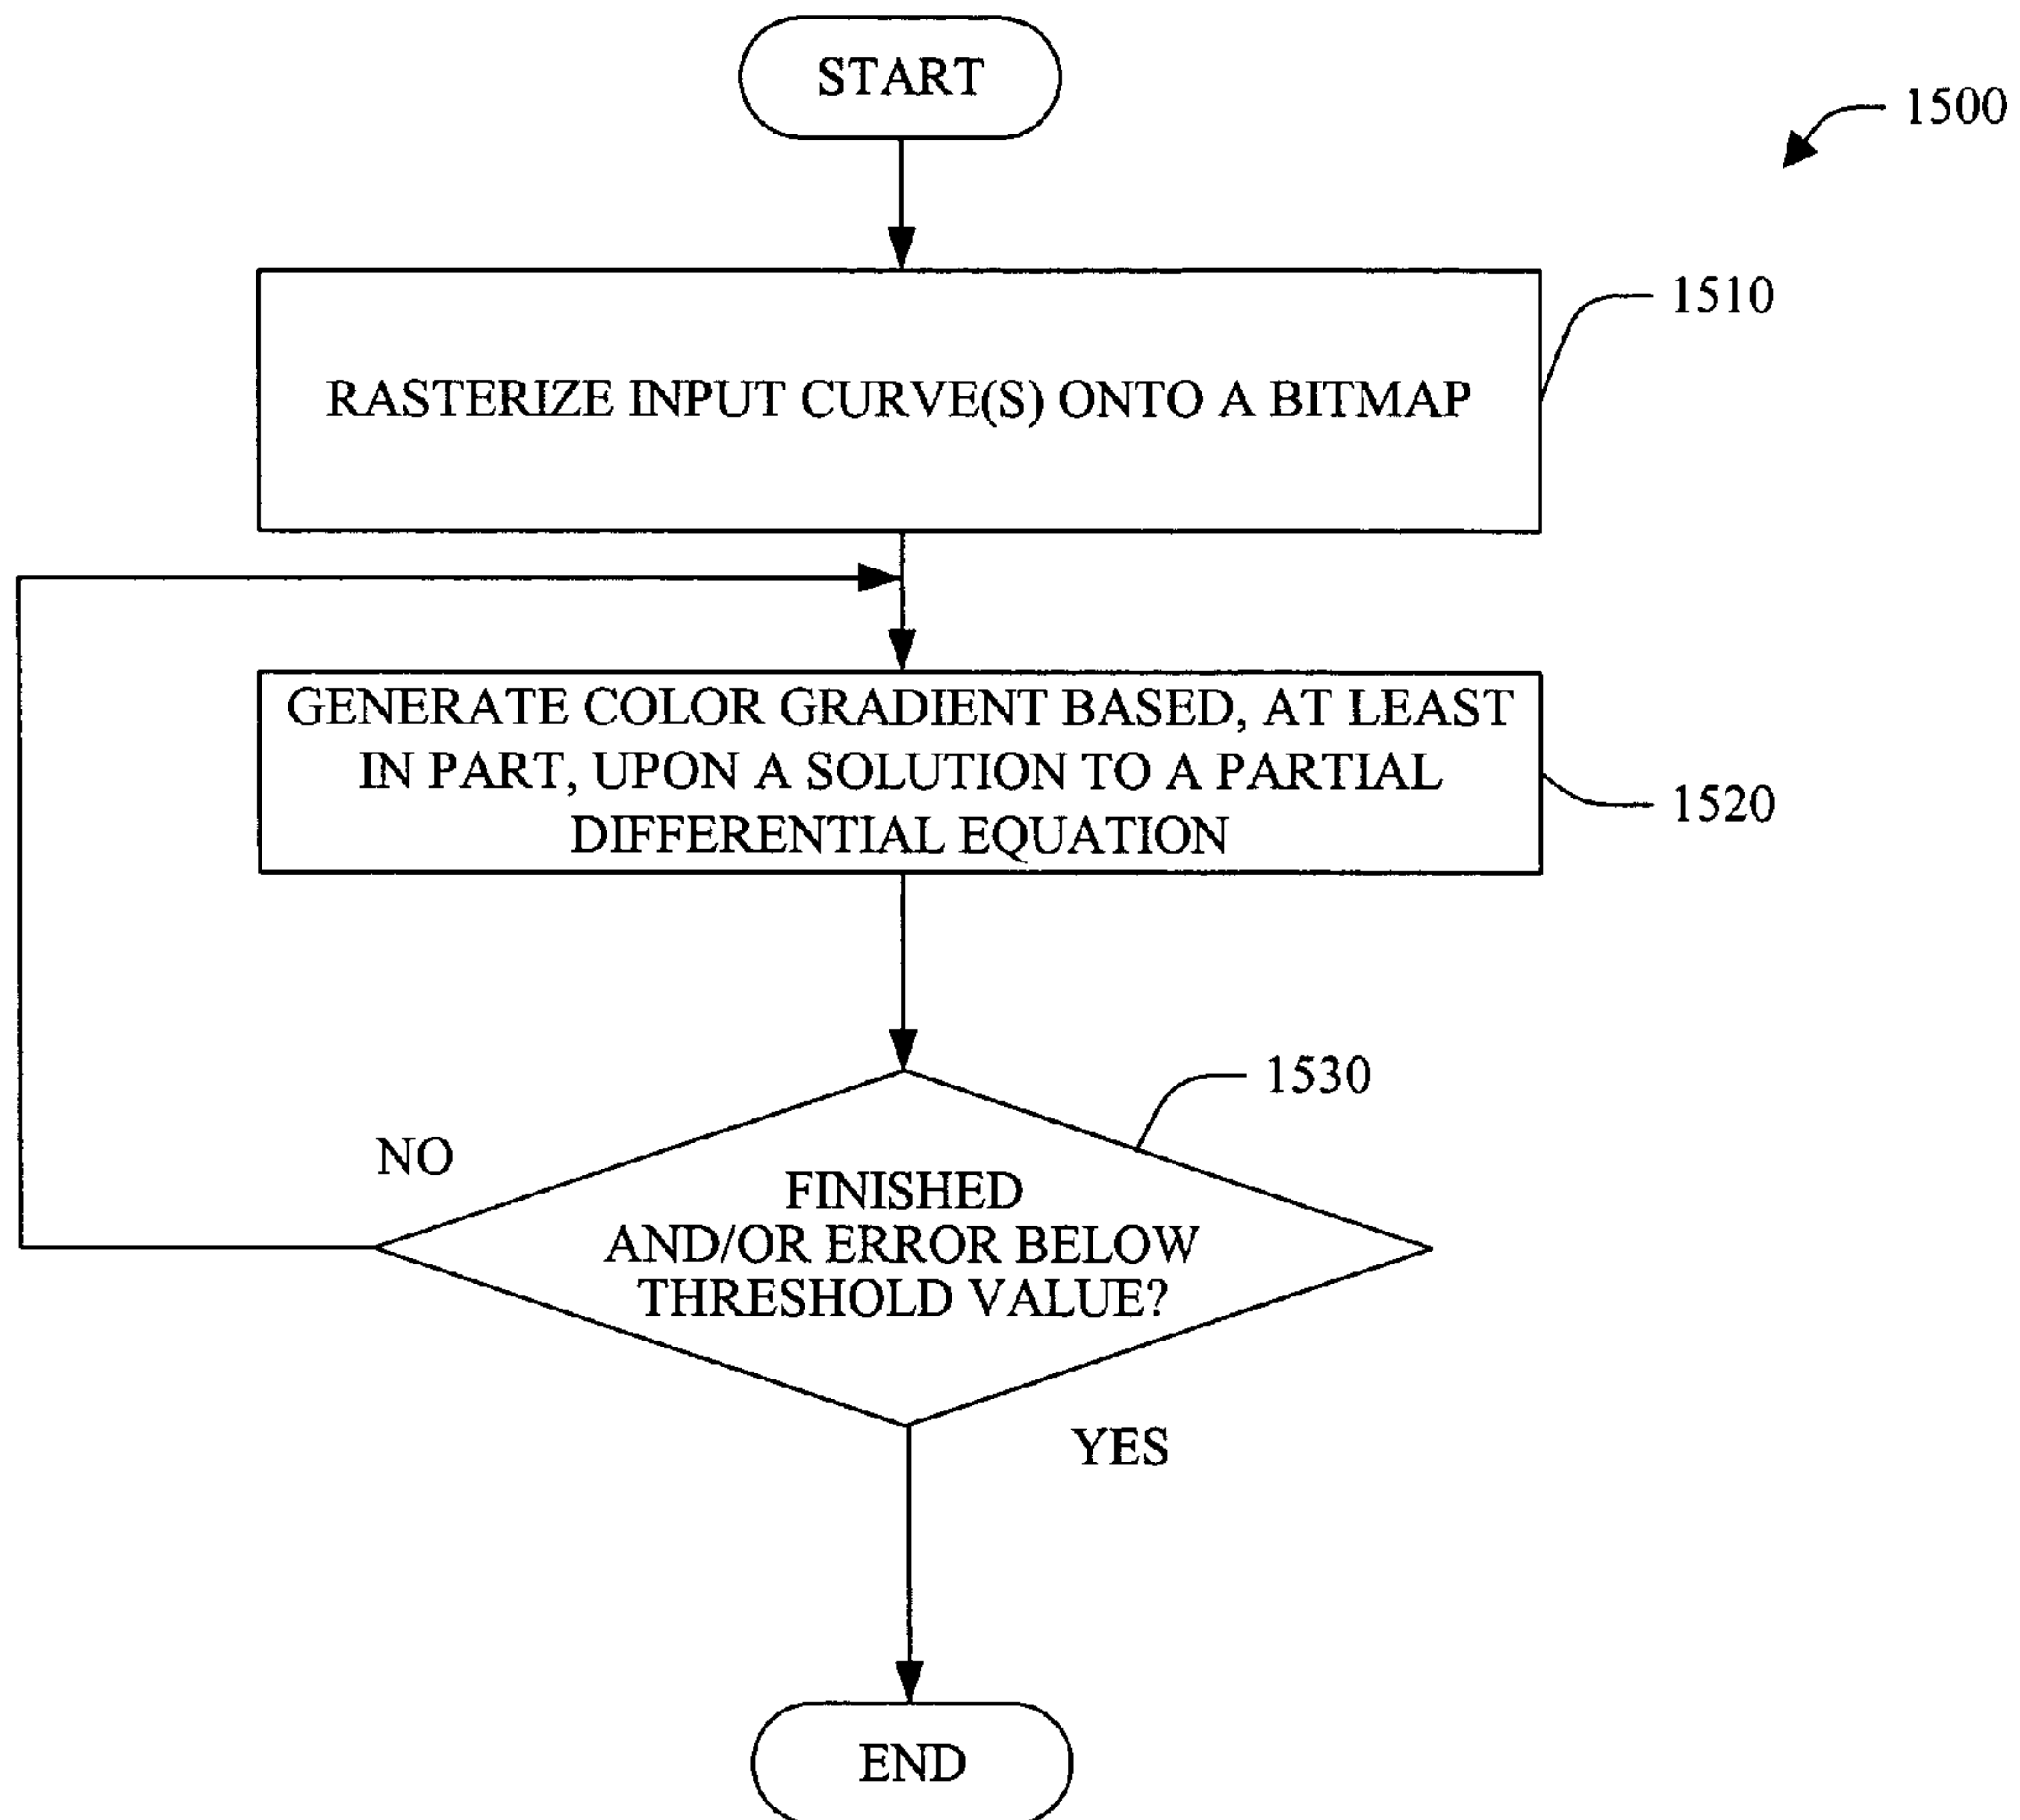 START
1500
1510
RASTERIZE INPUT CURVE(S) ONTO A BITMAP
GENERATE COLOR GRADIENT BASED, AT LEAST
IN PART, UPON A SOLUTION TO A PARTIAL
DIFFERENTIAL EQUATION
1520
1530
NO
FINISHED
AND/OR ERROR BELOW
THRESHOLD VALUE?
YES
END